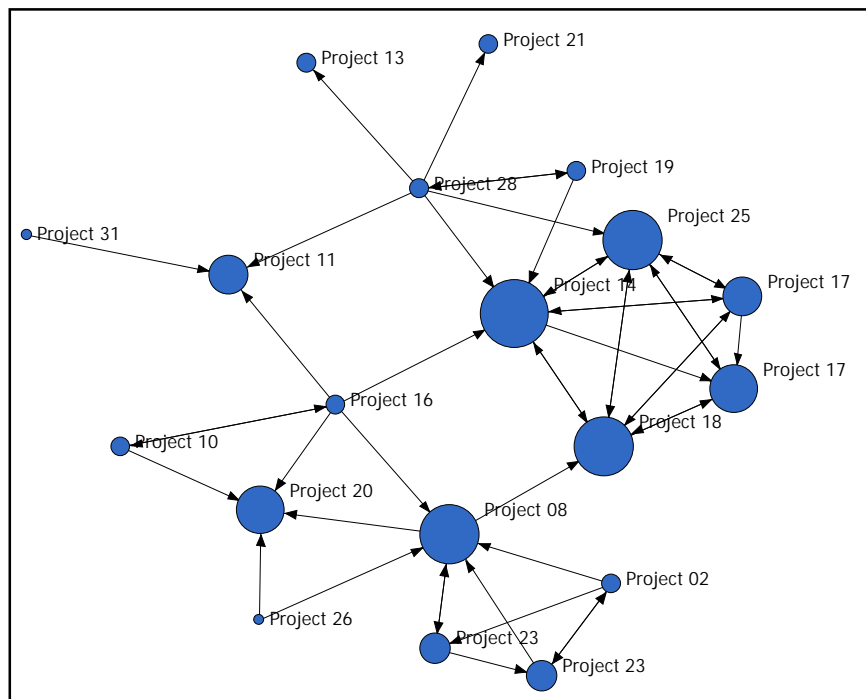 Project 21
Project 13
Project 19
Project 28
Project 25
Project 31
Project 11
Project 17
Project 14
Project 17
Project 16
Project 18
Project 10
Project 20
Project 08
Project 02
Project 26
Project 23
Project 23